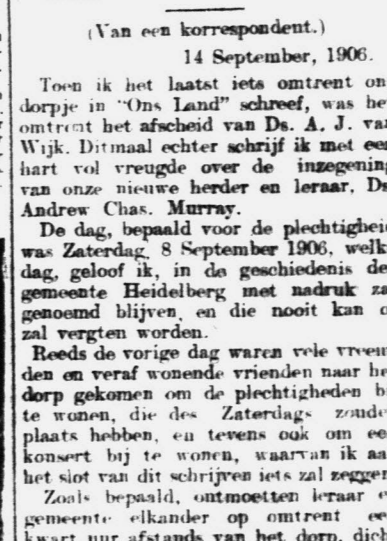 (Van een korrespondent.)
14 September, 1906.
Toen ik het laatst iets omtrent on
dorpje in "Ons Land" schreef, was he
omtrent het afscheid van Ds. A. J. van
Wijk. Ditmaal echter schrijf ik met een
hart vol vreugde over de inzegening
van onze nieuwe herder en leraar, Ds
Andrew Chas. Murray.
De dag, bepaald voor de plechtigheid
was Zaterdag, 8 September 1906, welk
dag, geloof ik, in de geschiedenis de
gemeente Heidelberg met nadruk za
genoemd blijven, en die nooit kan o
zal vergten worden.
Reeds de vorige dag waren vele vreem
den en veraf wonende vrienden naar he
dorp gekomen om de plechtigheden bi
te wonen, die des Zaterdags zoude
plaats hebben, en tevens ook om ee
konsert bij te wonen, waarvan ik aa
het slot van dit schrijven iets zal zeggen
Zoals bepaald, ontmoetten leraar e
gemeente elkander op omtrent ee
kwart uur afstands van het dorp, dich